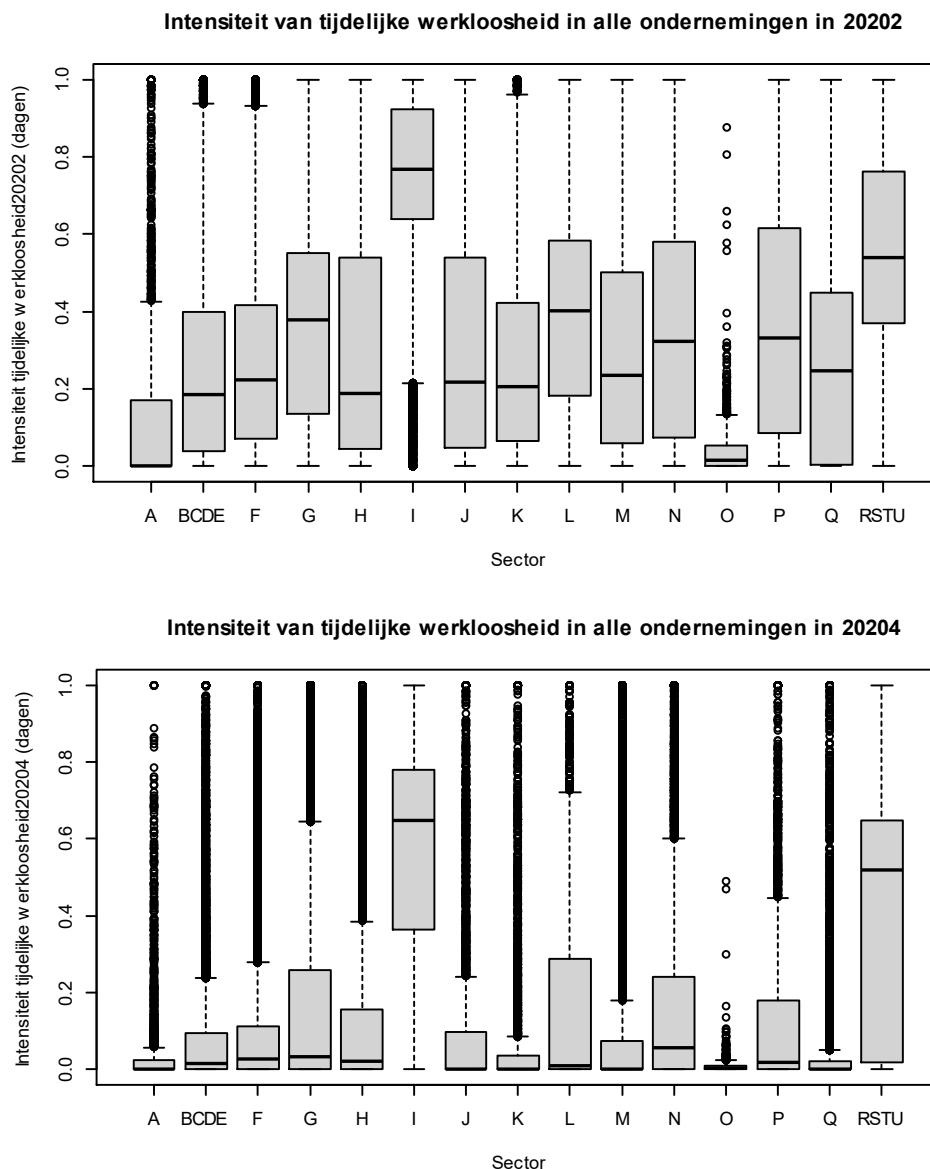 Intensiteit van tijdelijke werkloosheid in alle ondernemingen in 20202
Intensiteit tijdelijke w erkloosheid20202 (dagen)
1.0
0.8
0.6
0.4
0.2
0.0
A BCDE F G H I J K L M N O P Q RSTU
Sector
Intensiteit van tijdelijke werkloosheid in alle ondernemingen in 20204
Intensiteit tijdelijke w erkloosheid20204 (dagen)
1.0
0.8
0.6
0.4
0.2
0.0
A BCDE F G H I J K L M N O P Q RSTU
Sector